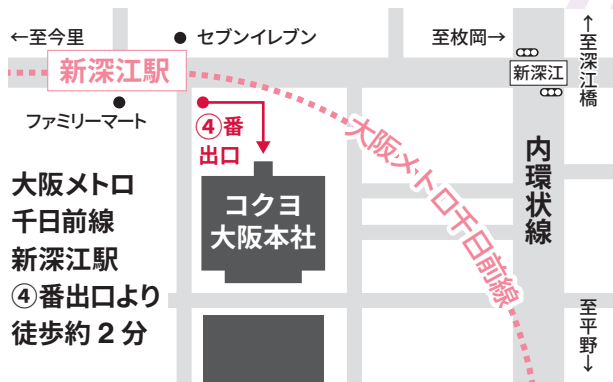 ←至今里
セブンイレブン
至枚岡→
↑至深江橋
新深江駅
新深江
ファミリーマート
④番
出口
大阪メトロ千日前線
内環状線
コクヨ
大阪本社
大阪メトロ
千日前線
新深江駅
④番出口より
徒歩約2分
至平野↓